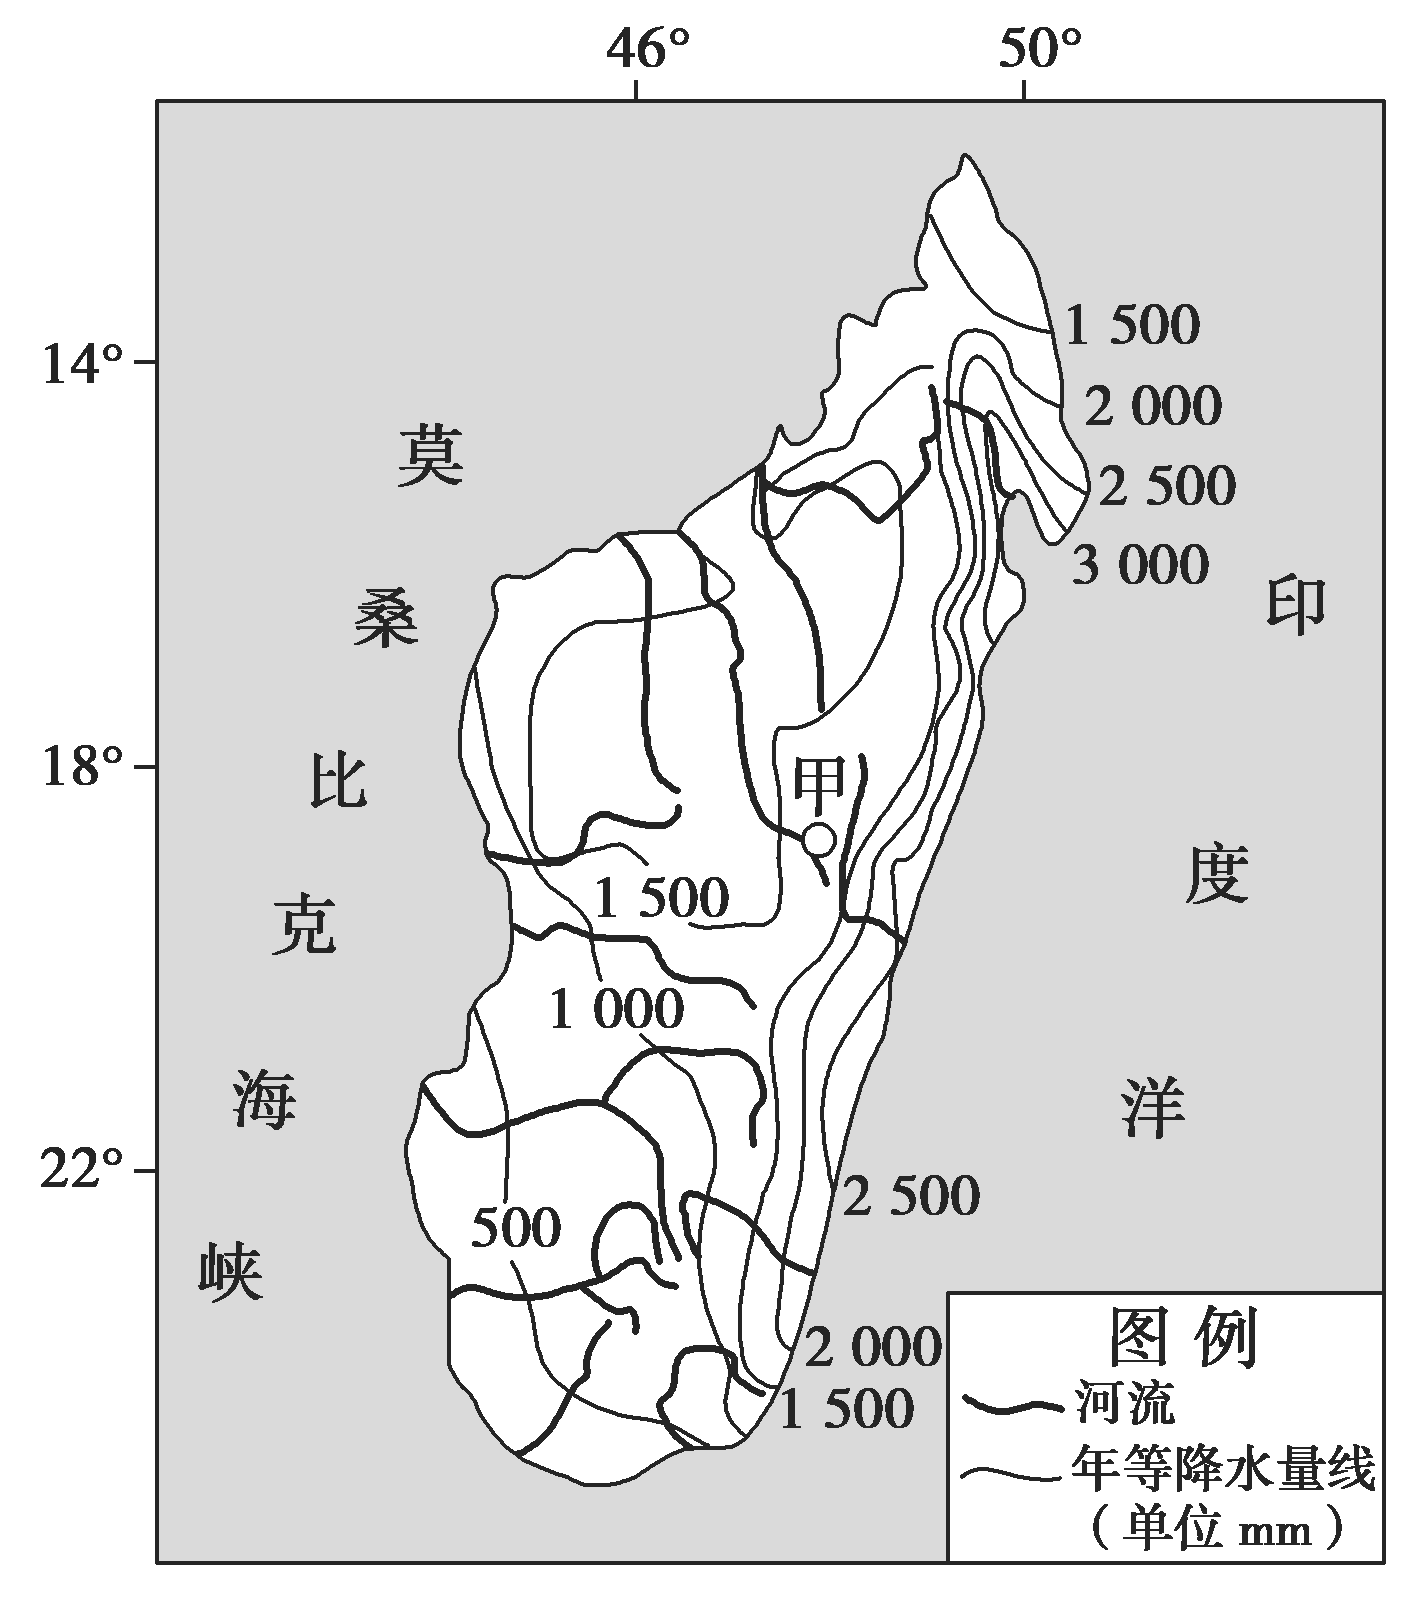 46° 50°
14°
18°
22°
莫
桑
比
克
海
峡
印
度
洋
甲
1 500
2 000
2 500
3 000
1 500
1 000
500
2 500
2 000
1 500
图 例
河流
年等降水量线
（单位 mm）